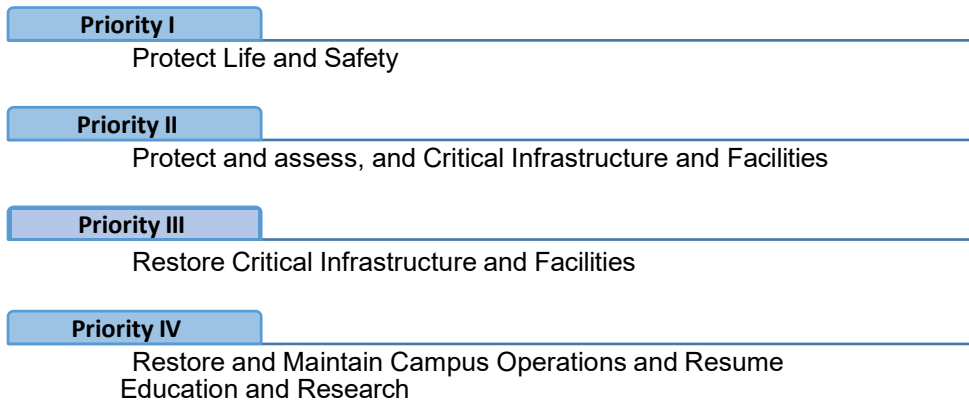 Priority I
Protect Life and Safety
Priority II
Protect and assess, and Critical Infrastructure and Facilities
Priority III
Restore Critical Infrastructure and Facilities
Priority IV
Restore and Maintain Campus Operations and Resume
Education and Research